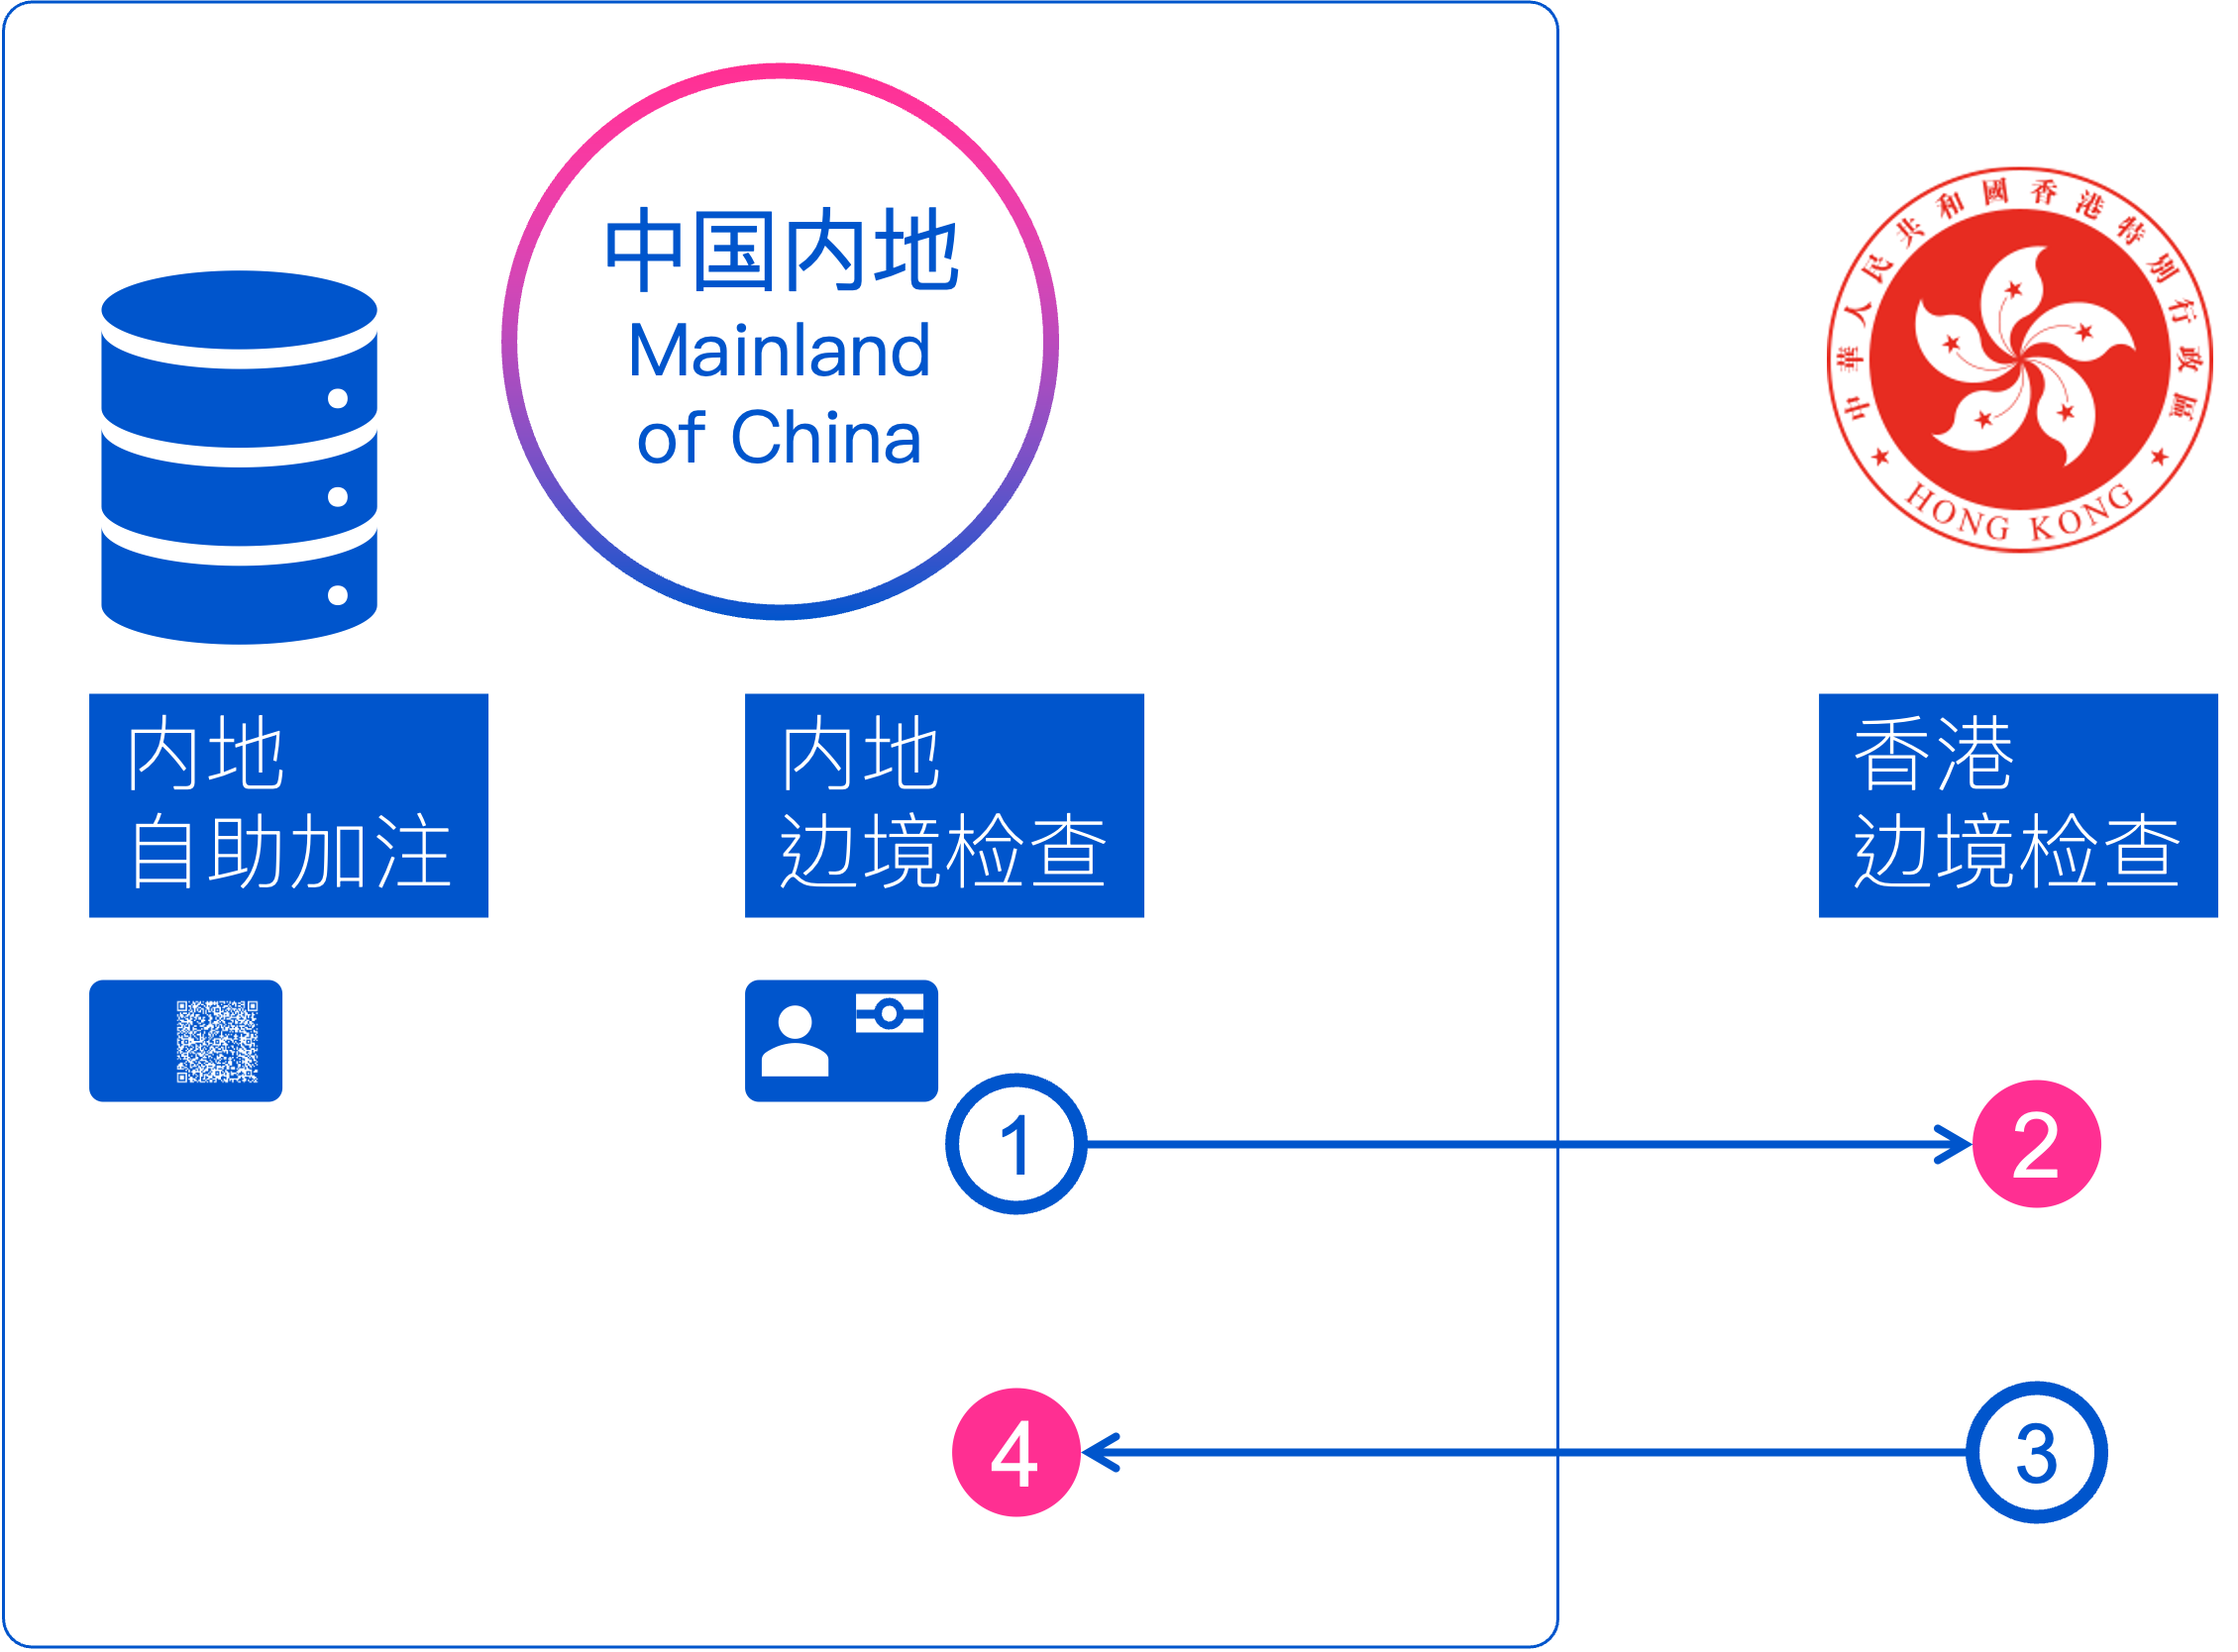 中国内地
Mainland
of China
中華人民共和國香港特別行政區
HONG KONG
内地
自助加注
内地
边境检查
香港
边境检查
1
2
4
3